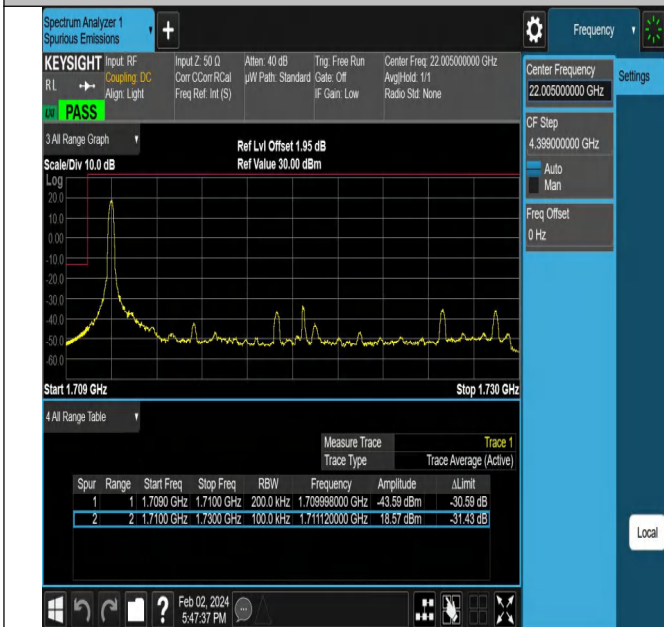 Spectrum Analyzer 1
Spurious Emissions
Frequency
KEYSIGHT
Input: RF
Input Z: 50 Ω
Atten: 40 dB
Trig: Free Run
Center Freq: 22.005000000 GHz
RL
Coupling: DC
Corr CCorr RCal
µW Path: Standard
Gate: Off
Avg|Hold: 1/1
Align: Light
Freq Ref: Int (S)
IF Gain: Low
Radio Std: None
PASS
Center Frequency
22.005000000 GHz
Settings
CF Step
4.399000000 GHz
Auto
Man
Freq Offset
0 Hz
3 All Range Graph
Ref Lvl Offset 1.95 dB
Scale/Div 10.0 dB
Ref Value 30.00 dBm
Log
20.0
10.0
0.00
-10.0
-20.0
-30.0
-40.0
-50.0
-60.0
Start 1.709 GHz
Stop 1.730 GHz
4 All Range Table
Measure Trace
Trace 1
Trace Type
Trace Average (Active)
Spur Range Start Freq Stop Freq RBW Frequency Amplitude ΔLimit
1 1 1.7090 GHz 1.7100 GHz 200.0 kHz 1.709998000 GHz -43.59 dBm -30.59 dB
2 2 1.7100 GHz 1.7300 GHz 100.0 kHz 1.711120000 GHz 18.57 dBm -31.43 dB
Local
Feb 02, 2024
5:47:37 PM